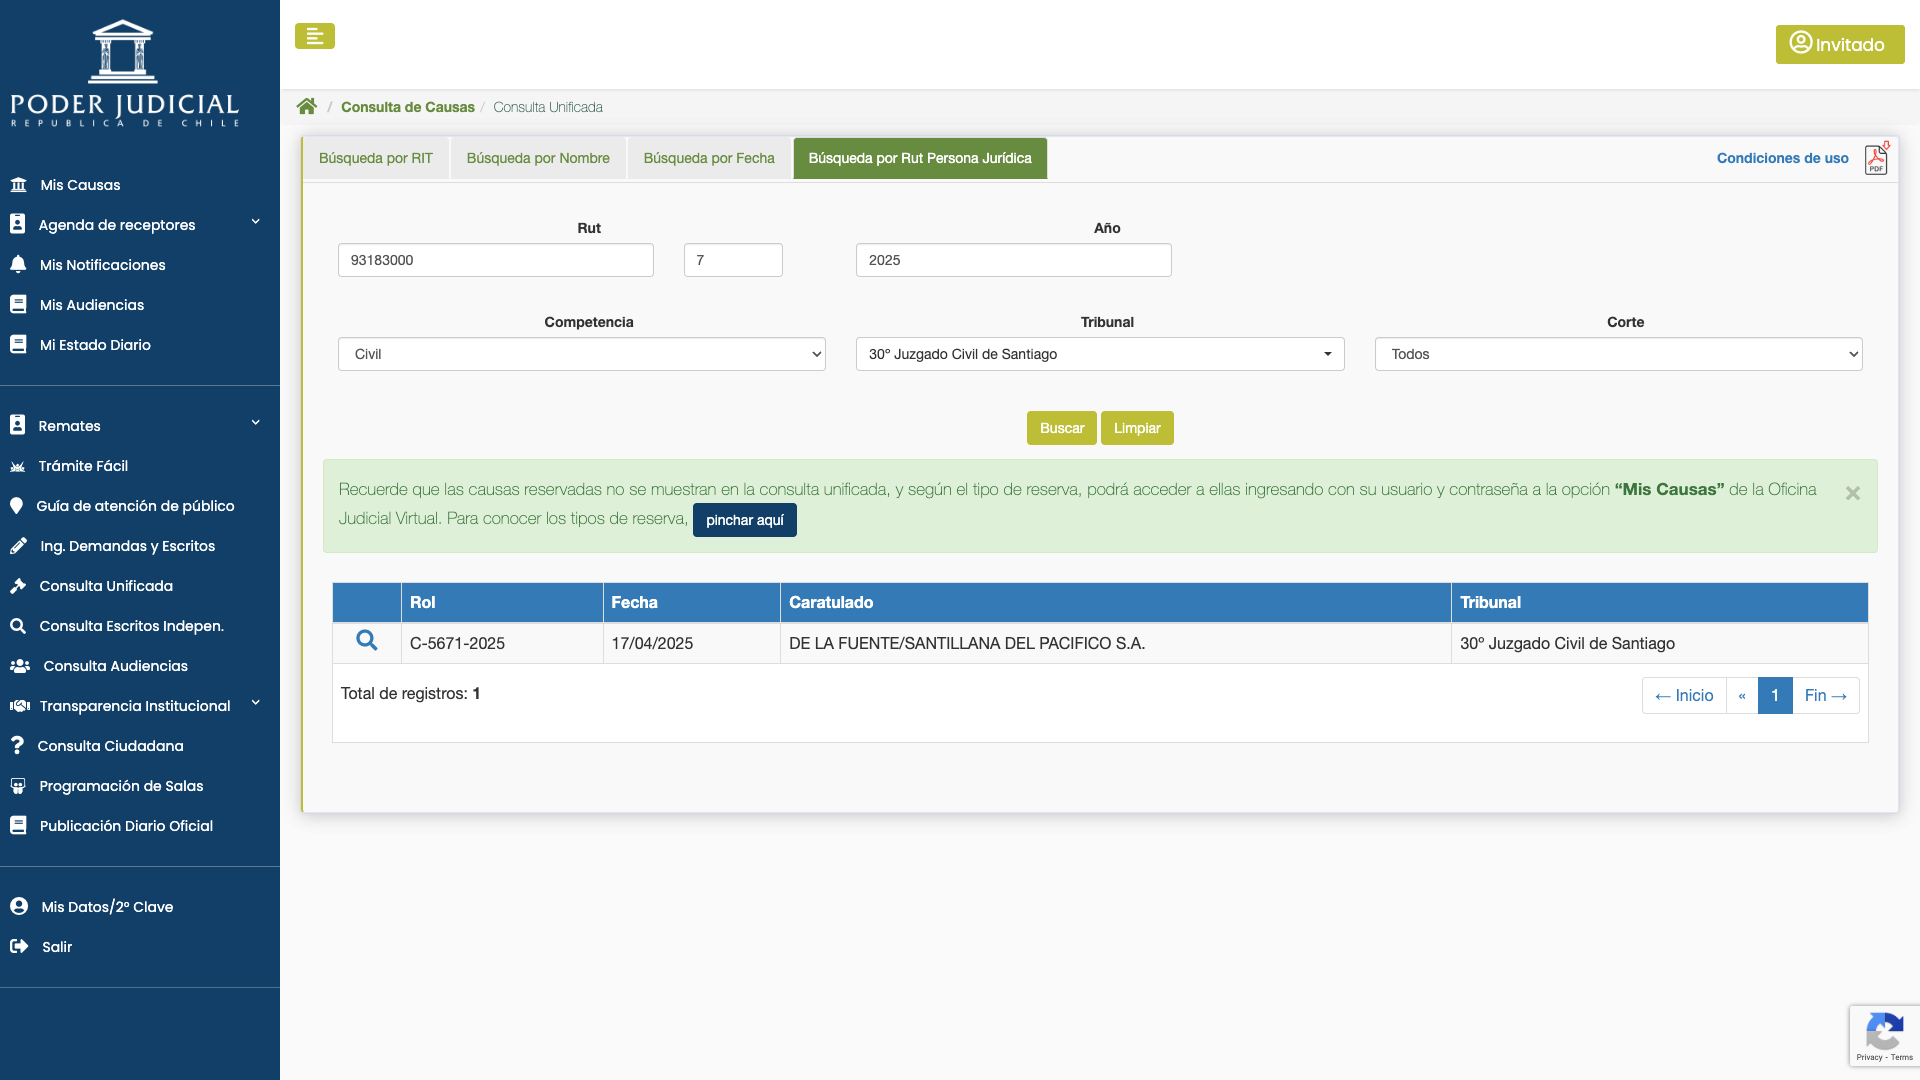 PODER JUDICIAL
REPUBLICA DE CHILE
Mis Causas
Agenda de receptores
Mis Notificaciones
Mis Audiencias
Mi Estado Diario
Remates
Trámite Fácil
Guía de atención de público
Ing. Demandas y Escritos
Consulta Unificada
Consulta Escritos Indepen.
Consulta Audiencias
Transparencia Institucional
Consulta Ciudadana
Programación de Salas
Publicación Diario Oficial
Mis Datos/2º Clave
Salir
Invitado
/ Consulta de Causas / Consulta Unificada
Búsqueda por RIT Búsqueda por Nombre Búsqueda por Fecha Búsqueda por Rut Persona Jurídica Condiciones de uso PDF
Rut Año
93183000 7 2025
Competencia Tribunal Corte
Civil 30º Juzgado Civil de Santiago Todos
Buscar Limpiar
Recuerde que las causas reservadas no se muestran en la consulta unificada, y según el tipo de reserva, podrá acceder a ellas ingresando con su usuario y contraseña a la opción “Mis Causas” de la Oficina ×
Judicial Virtual. Para conocer los tipos de reserva, pinchar aquí
Rol Fecha Caratulado Tribunal
C-5671-2025 17/04/2025 DE LA FUENTE/SANTILLANA DEL PACIFICO S.A. 30º Juzgado Civil de Santiago
Total de registros: 1 ← Inicio « 1 Fin →
Privacy - Terms